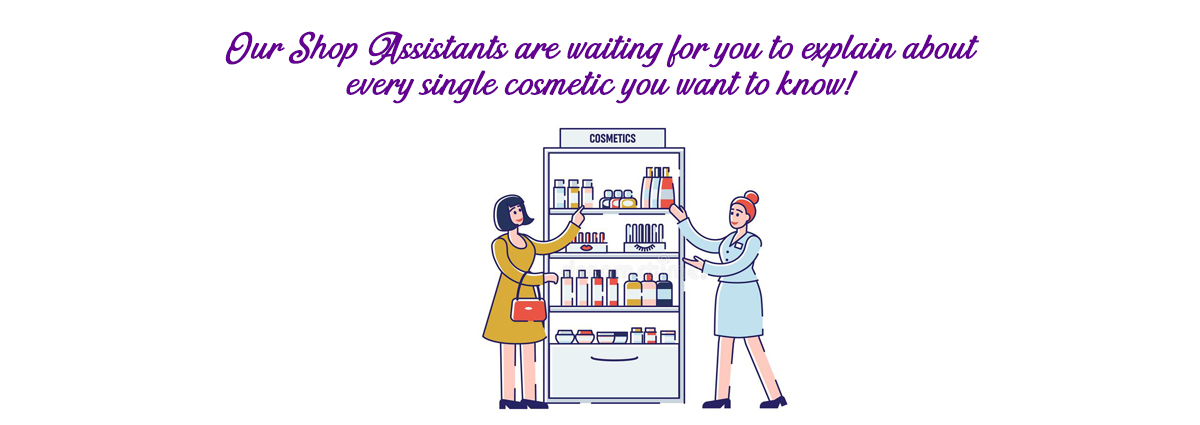 Our Shop Assistants are waiting for you to explain about
every single cosmetic you want to know!
COSMETICS